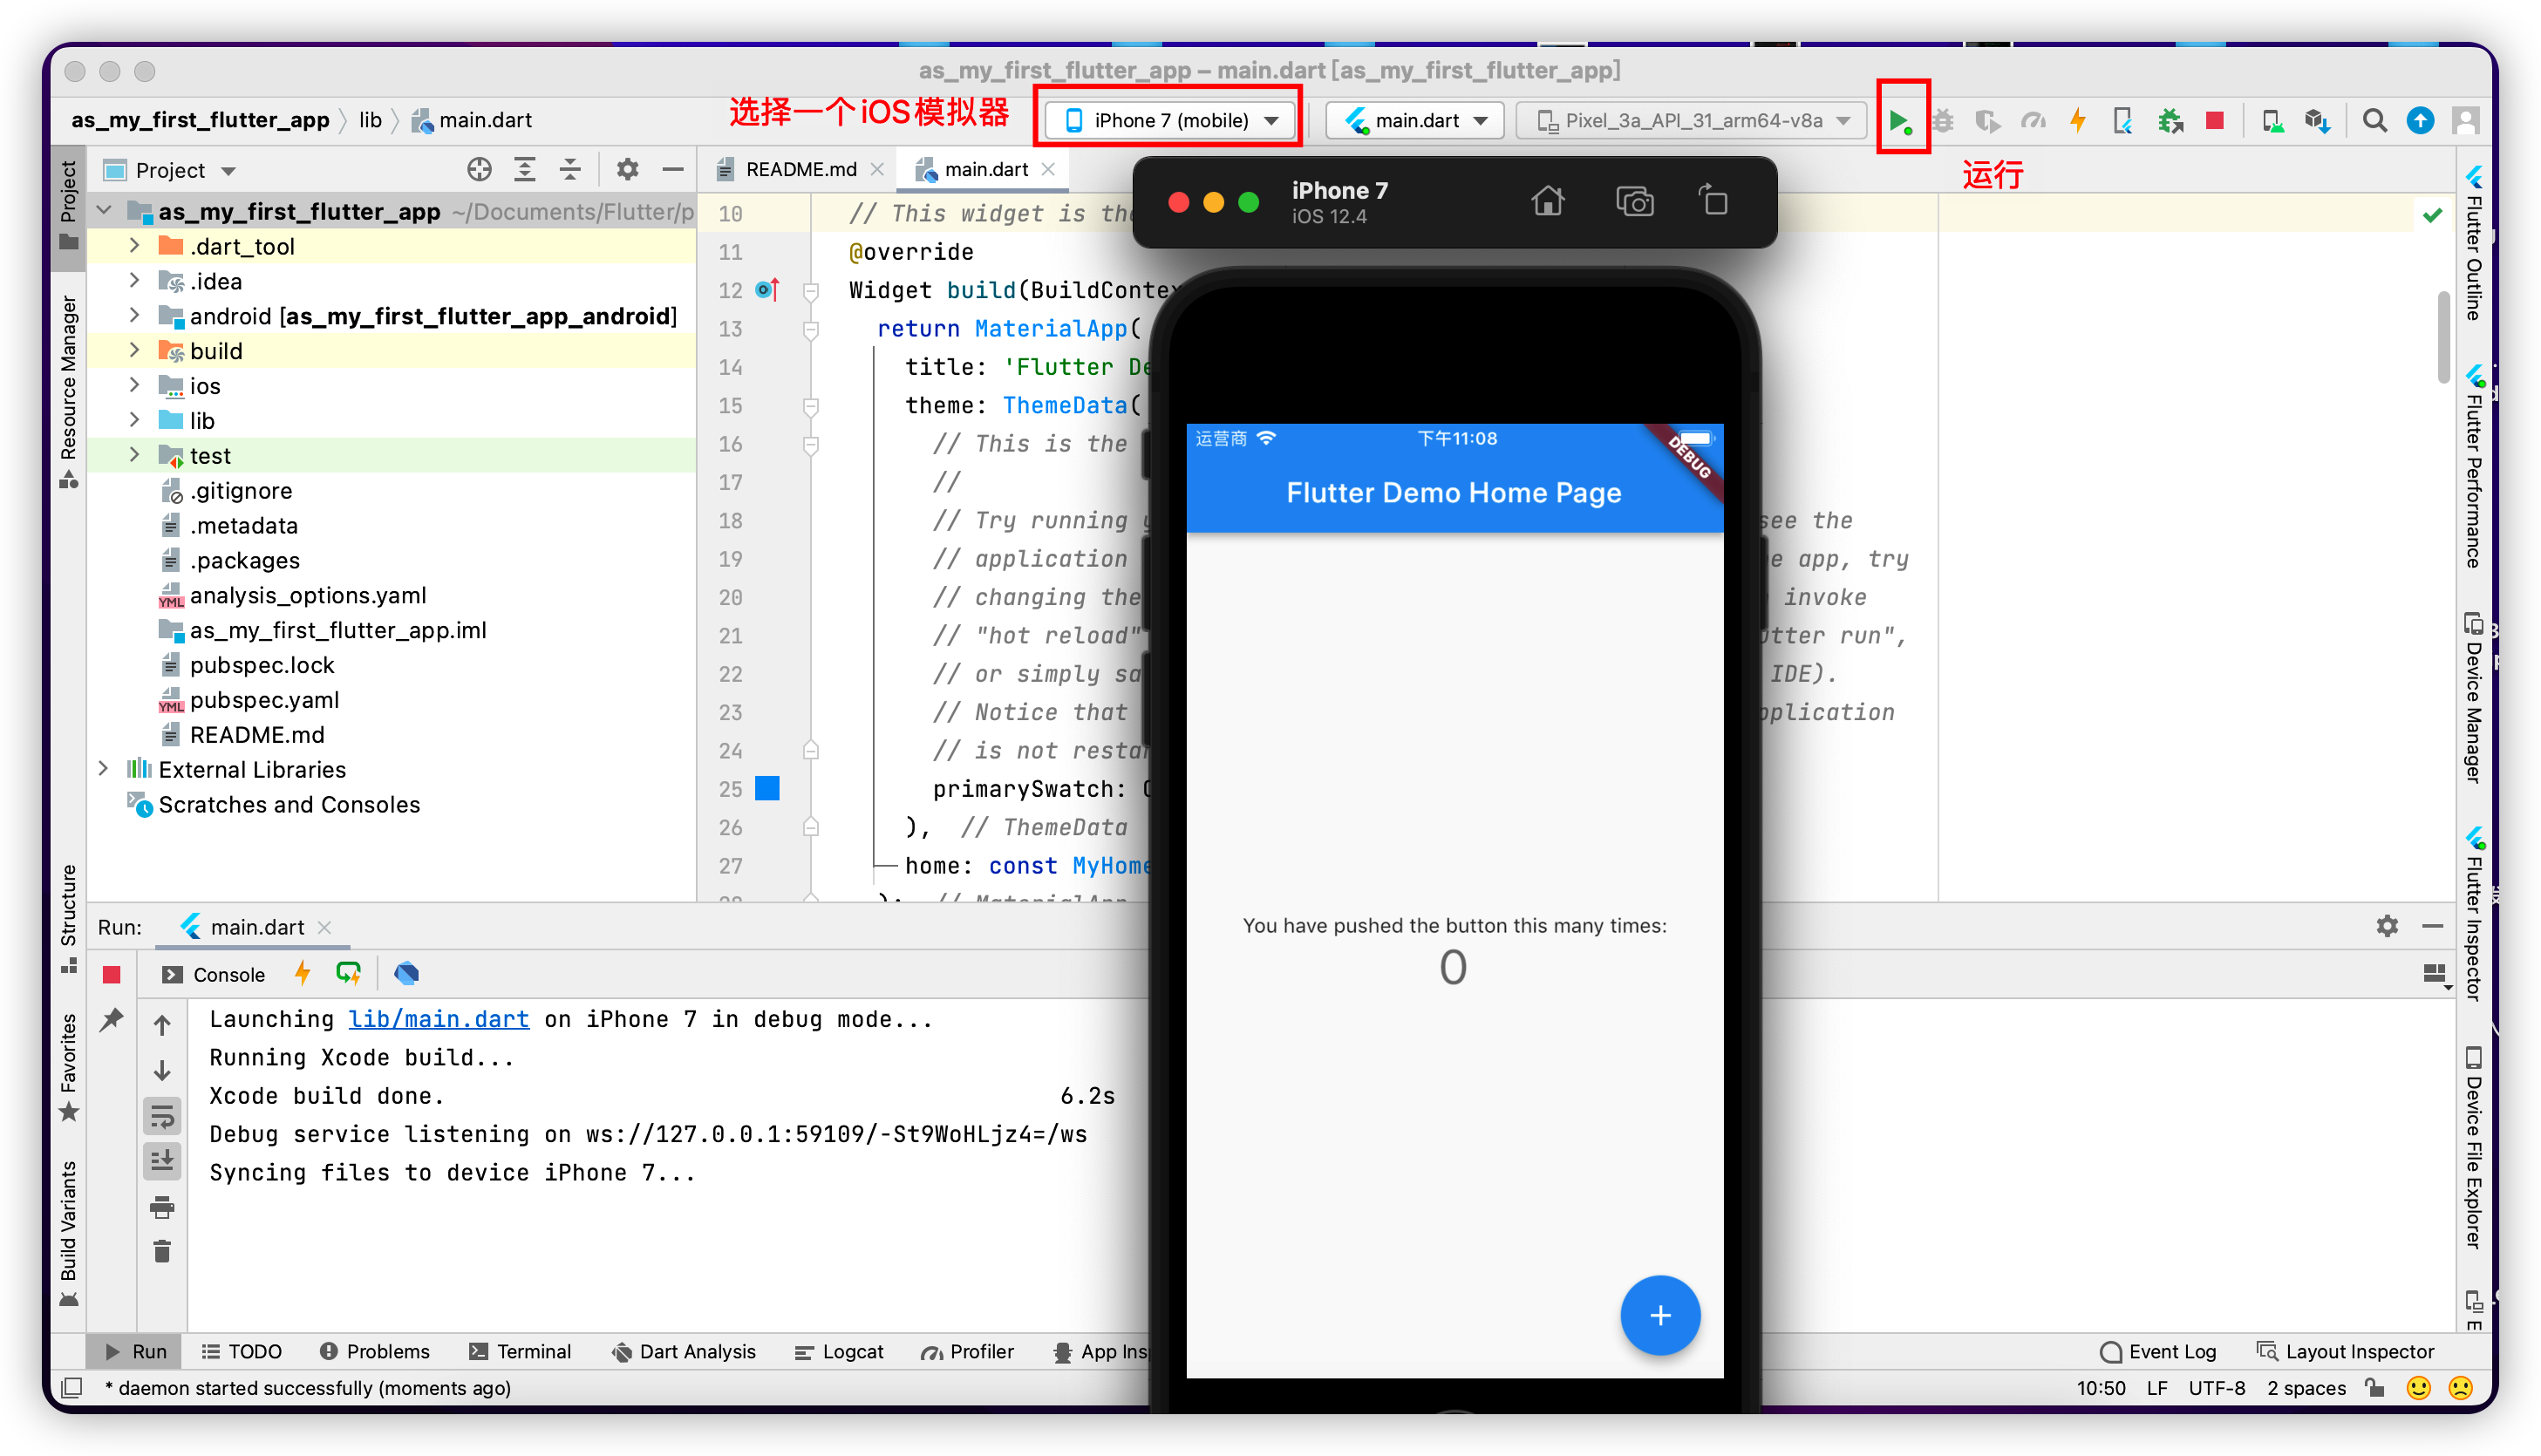 as_my_first_flutter_app – main.dart [as_my_first_flutter_app]
as_my_first_flutter_app 〉 lib 〉 main.dart
选择一个iOS模拟器
iPhone 7 (mobile)
main.dart
Pixel_3a_API_31_arm64-v8a
运行
Project
Resource Manager
Structure
Favorites
Build Variants
Project
as_my_first_flutter_app ~/Documents/Flutter/p
.dart_tool
.idea
android [as_my_first_flutter_app_android]
build
ios
lib
test
.gitignore
.metadata
.packages
analysis_options.yaml
as_my_first_flutter_app.iml
pubspec.lock
pubspec.yaml
README.md
External Libraries
Scratches and Consoles
README.md
main.dart
10 // This widget is the
11 @override
12 Widget build(BuildConte
13 return MaterialApp(
14 title: 'Flutter De
15 theme: ThemeData(
16 // This is the
17 //
18 // Try running y see the
19 // application app, try
20 // changing the invoke
21 // "hot reload" utter run",
22 // or simply sa IDE).
23 // Notice that pplication
24 // is not resta
25 primarySwatch:
26 ), // ThemeData
27 home: const MyHome
28 ); // MaterialApp
iPhone 7
iOS 12.4
运营商
下午11:08
DEBUG
Flutter Demo Home Page
You have pushed the button this many times:
0
+
Flutter Outline
Flutter Performance
Device Manager
Flutter Inspector
Device File Explorer
E
Run:
main.dart
Console
Launching lib/main.dart on iPhone 7 in debug mode...
Running Xcode build...
Xcode build done. 6.2s
Debug service listening on ws://127.0.0.1:59109/-St9WoHLjz4=/ws
Syncing files to device iPhone 7...
Run
TODO
Problems
Terminal
Dart Analysis
Logcat
Profiler
App Insp
Event Log
Layout Inspector
* daemon started successfully (moments ago)
10:50 LF UTF-8 2 spaces